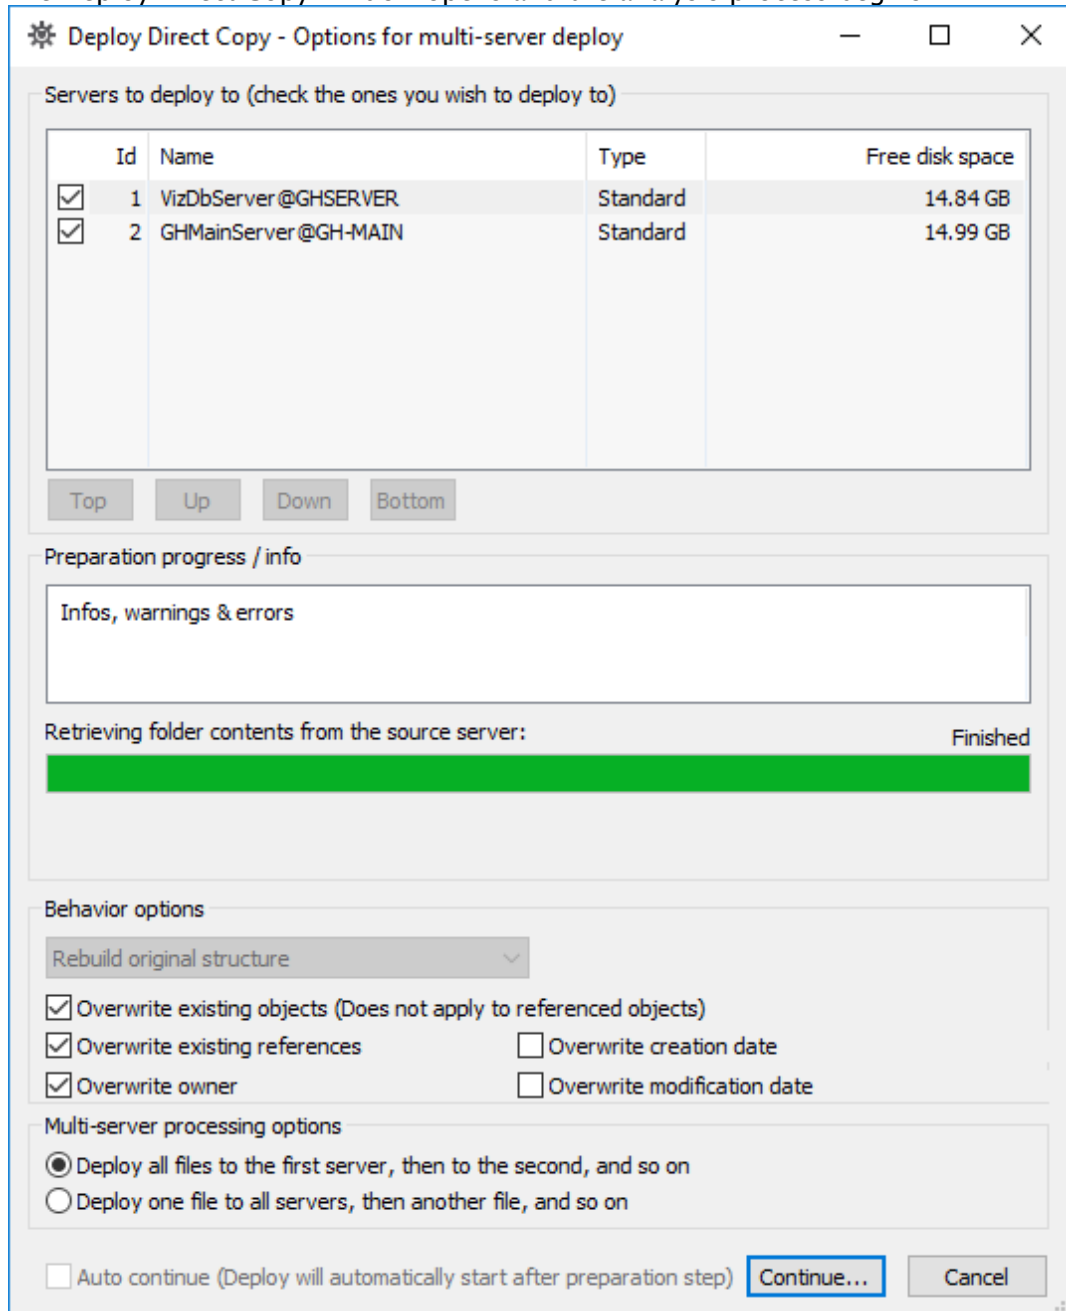 Deploy Direct Copy - Options for multi-server deploy
Servers to deploy to (check the ones you wish to deploy to)
Id Name Type Free disk space
1 VizDbServer@GHSERVER Standard 14.84 GB
2 GHMainServer@GH-MAIN Standard 14.99 GB
Top Up Down Bottom
Preparation progress / info
Infos, warnings & errors
Retrieving folder contents from the source server: Finished
Behavior options
Rebuild original structure
Overwrite existing objects (Does not apply to referenced objects)
Overwrite existing references Overwrite creation date
Overwrite owner Overwrite modification date
Multi-server processing options
Deploy all files to the first server, then to the second, and so on
Deploy one file to all servers, then another file, and so on
Auto continue (Deploy will automatically start after preparation step) Continue... Cancel